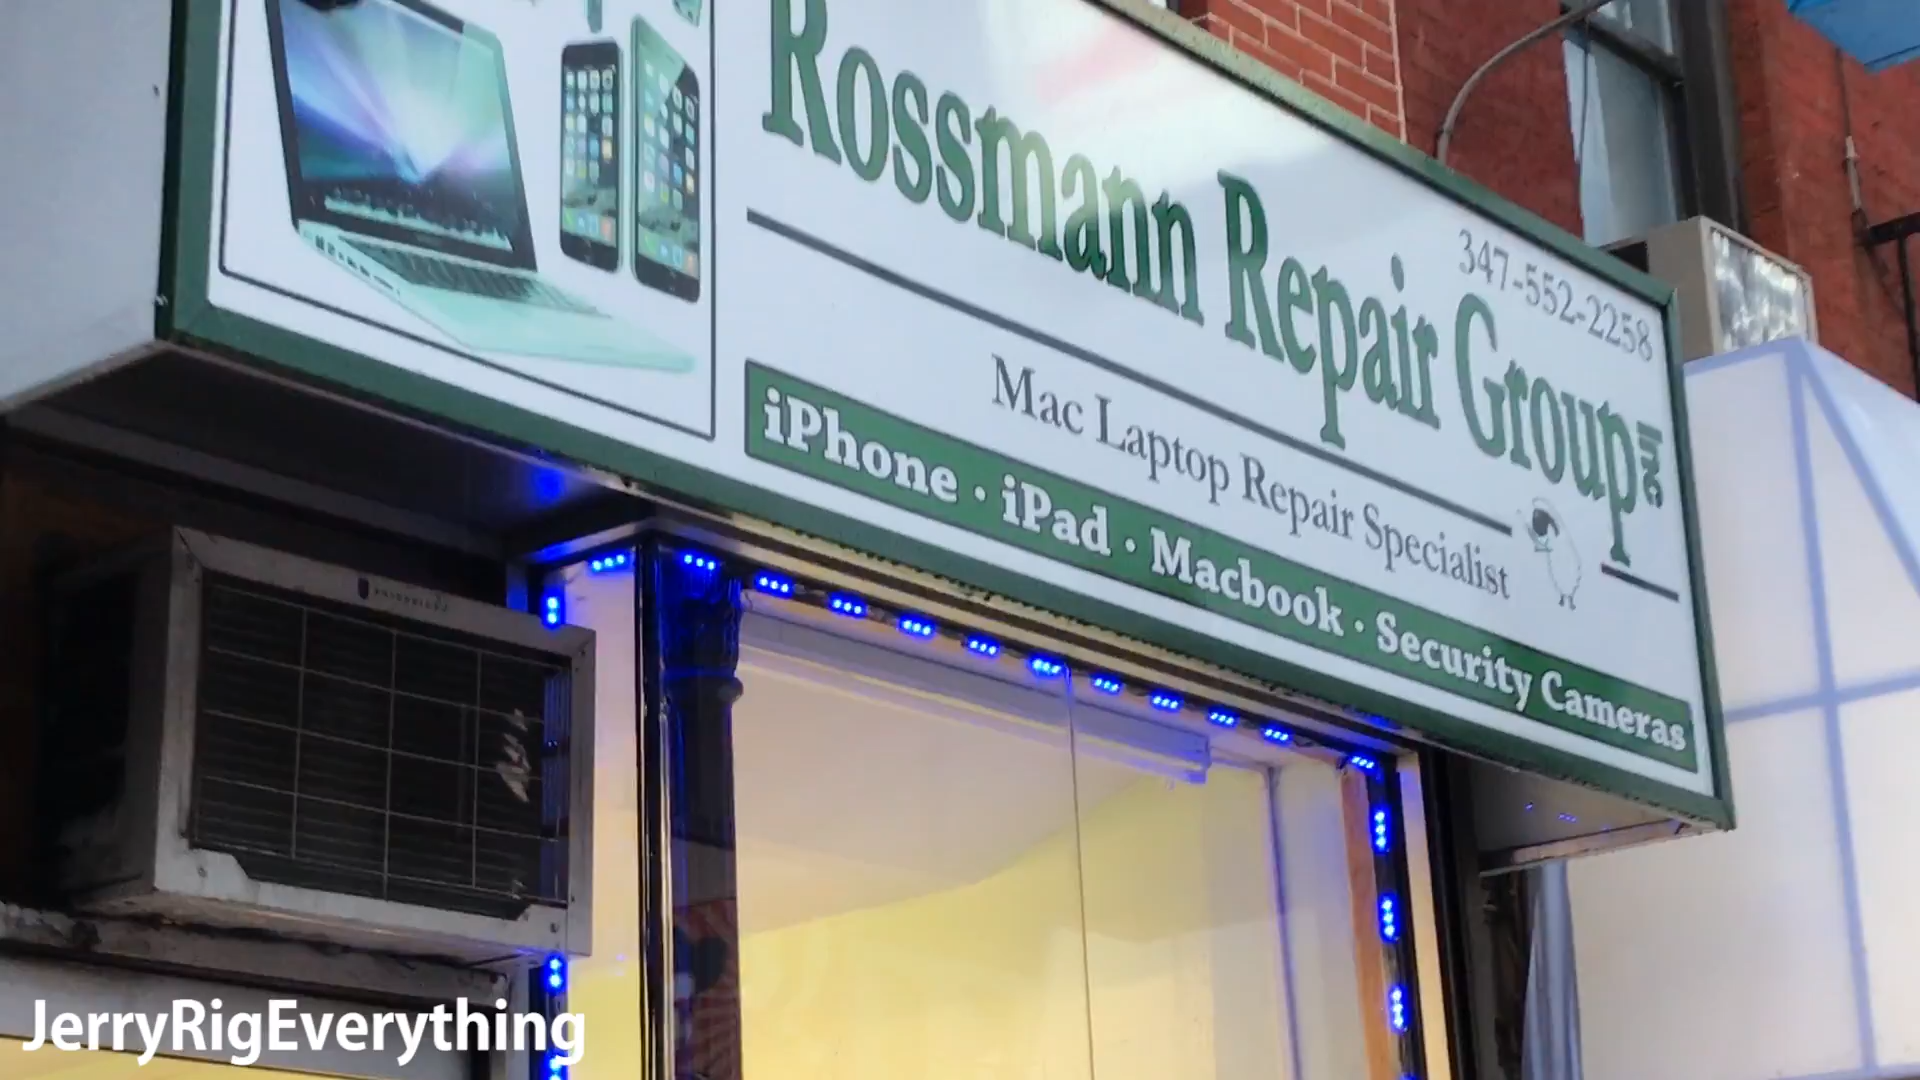 Rossmann Repair Group inc
347-552-2258
Mac Laptop Repair Specialist
iPhone · iPad · Macbook · Security Cameras
JerryRigEverything